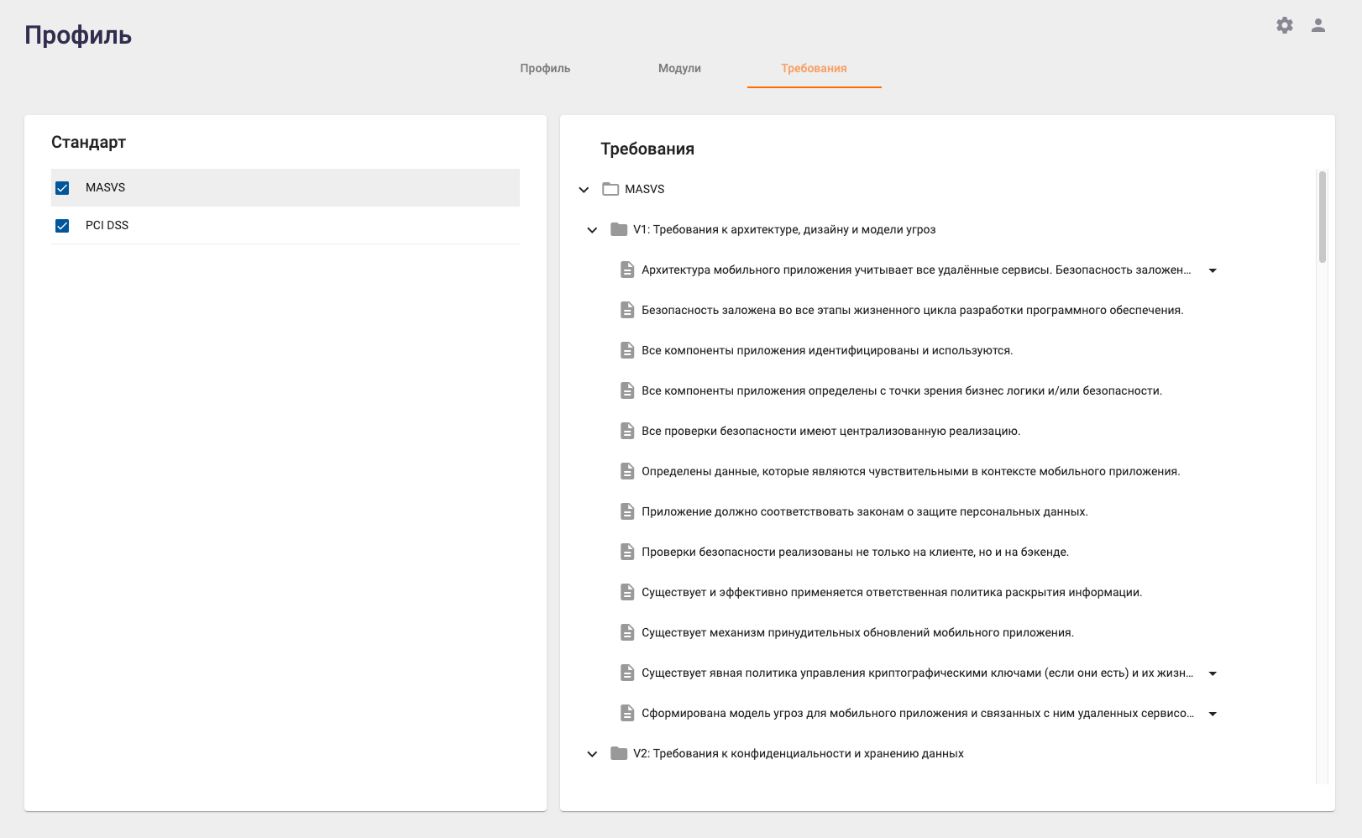 Профиль
Профиль
Модули
Требования
Стандарт
MASVS
PCI DSS
Требования
MASVS
V1: Требования к архитектуре, дизайну и модели угроз
Архитектура мобильного приложения учитывает все удалённые сервисы. Безопасность заложен...
Безопасность заложена во все этапы жизненного цикла разработки программного обеспечения.
Все компоненты приложения идентифицированы и используются.
Все компоненты приложения определены с точки зрения бизнес логики и/или безопасности.
Все проверки безопасности имеют централизованную реализацию.
Определены данные, которые являются чувствительными в контексте мобильного приложения.
Приложение должно соответствовать законам о защите персональных данных.
Проверки безопасности реализованы не только на клиенте, но и на бэкенде.
Существует и эффективно применяется ответственная политика раскрытия информации.
Существует механизм принудительных обновлений мобильного приложения.
Существует явная политика управления криптографическими ключами (если они есть) и их жизн...
Сформирована модель угроз для мобильного приложения и связанных с ним удаленных сервисо...
V2: Требования к конфиденциальности и хранению данных